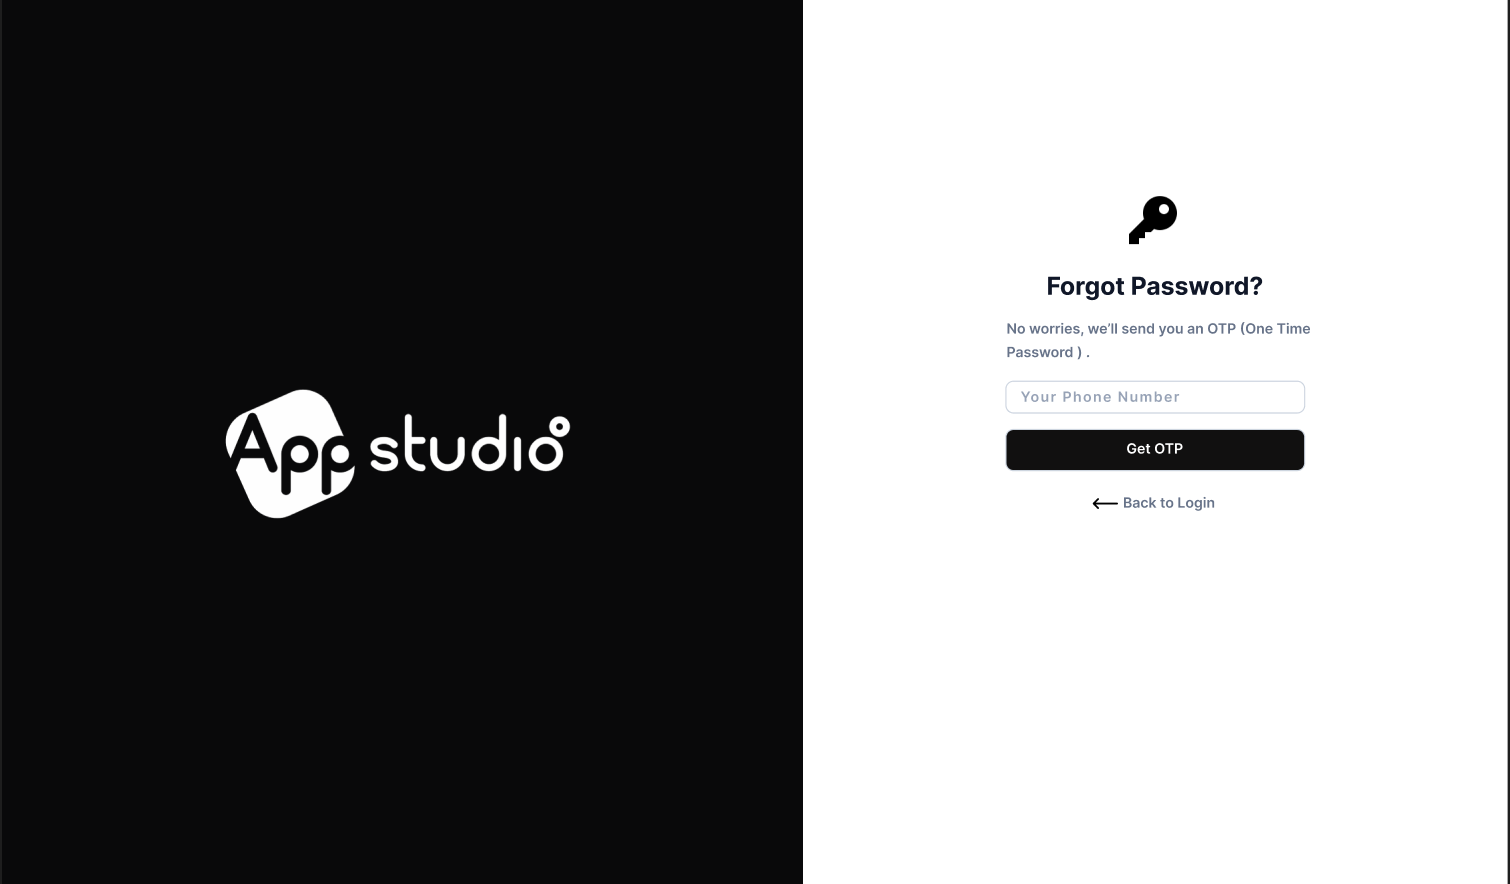 App studio
Forgot Password?
No worries, we’ll send you an OTP (One Time
Password ) .
Your Phone Number
Get OTP
Back to Login